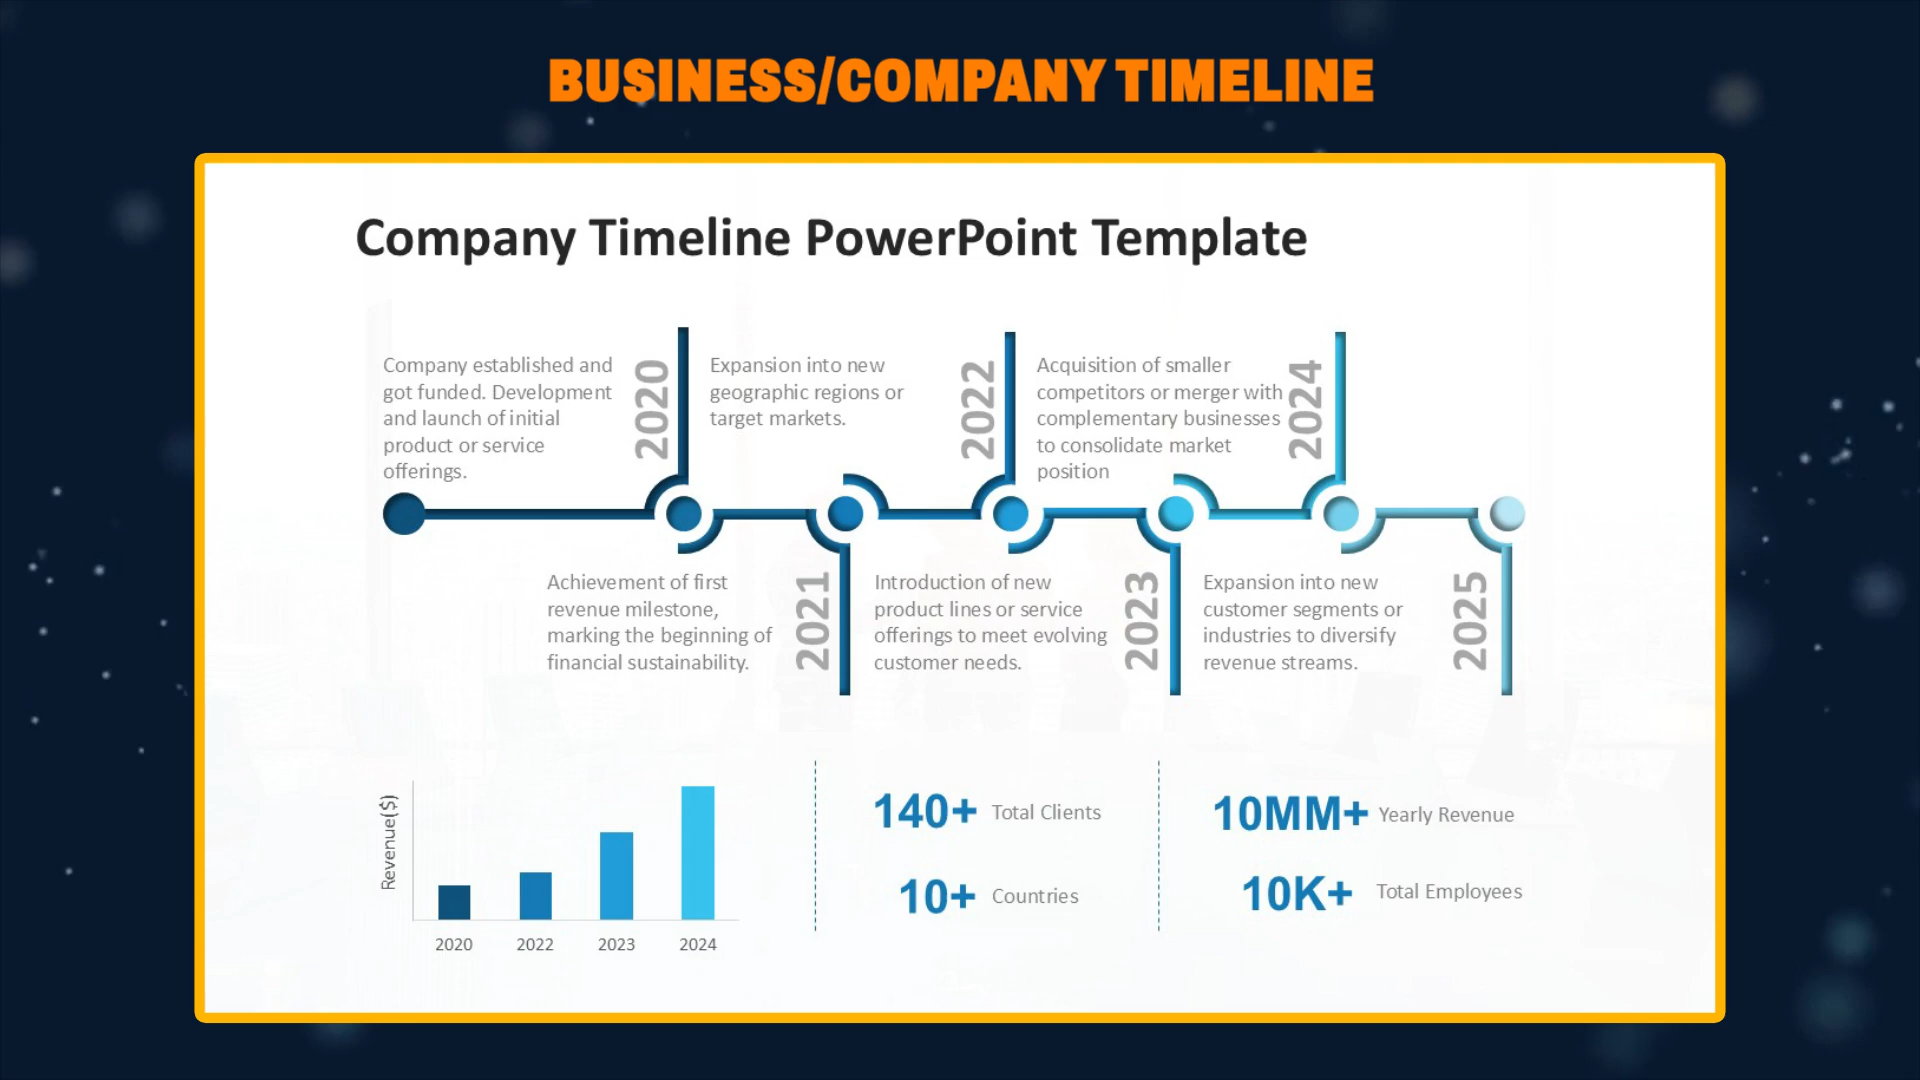 BUSINESS/COMPANY TIMELINE
Company Timeline PowerPoint Template
Company established and
got funded. Development
and launch of initial
product or service
offerings.
2020
Expansion into new
geographic regions or
target markets.
2022
Acquisition of smaller
competitors or merger with
complementary businesses
to consolidate market
position
2024
Achievement of first
revenue milestone,
marking the beginning of
financial sustainability.
2021
Introduction of new
product lines or service
offerings to meet evolving
customer needs.
2023
Expansion into new
customer segments or
industries to diversify
revenue streams.
2025
Revenue($)
2020
2022
2023
2024
140+ Total Clients
10+ Countries
10MM+ Yearly Revenue
10K+ Total Employees